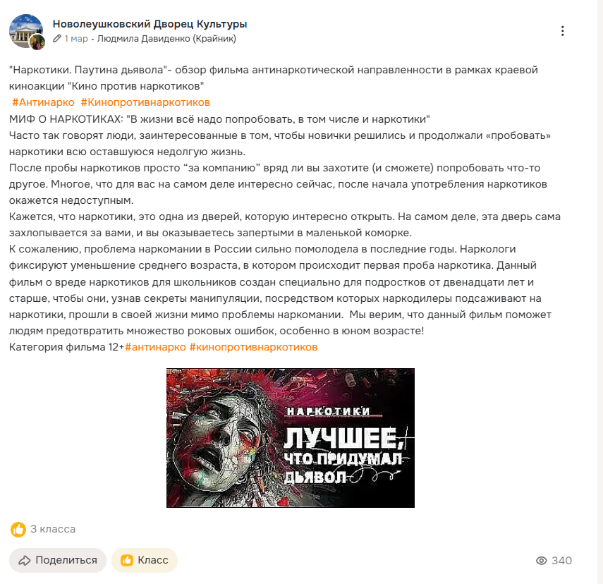 Новолеушковский Дворец Культуры
1 мар - Людмила Давиденко (Крайник)
"Наркотики. Паутина дьявола"- обзор фильма антинаркотической направленности в рамках краевой
киноакции "Кино против наркотиков"
#Антинарко #Кинопротивнаркотиков
МИФ О НАРКОТИКАХ: "В жизни всё надо попробовать, в том числе и наркотики"
Часто так говорят люди, заинтересованные в том, чтобы новички решились и продолжали «пробовать»
наркотики всю оставшуюся недолгую жизнь.
После пробы наркотиков просто “за компанию” вряд ли вы захотите (и сможете) попробовать что-то
другое. Многое, что для вас на самом деле интересно сейчас, после начала употребления наркотиков
окажется недоступным.
Кажется, что наркотики, это одна из дверей, которую интересно открыть. На самом деле, эта дверь сама
захлопывается за вами, и вы оказываетесь запертыми в маленькой коморке.
К сожалению, проблема наркомании в России сильно помолодела в последние годы. Наркологи
фиксируют уменьшение среднего возраста, в котором происходит первая проба наркотика. Данный
фильм о вреде наркотиков для школьников создан специально для подростков от двенадцати лет и
старше, чтобы они, узнав секреты манипуляции, посредством которых наркодилеры подсаживают на
наркотики, прошли в своей жизни мимо проблемы наркомании. Мы верим, что данный фильм поможет
людям предотвратить множество роковых ошибок, особенно в юном возрасте!
Категория фильма 12+#антинарко #кинопротивнаркотиков
НАРКОТИКИ
ЛУЧШЕЕ,
ЧТО ПРИДУМАЛ
ДЬЯВОЛ
3 класса
Поделиться
Класс
340